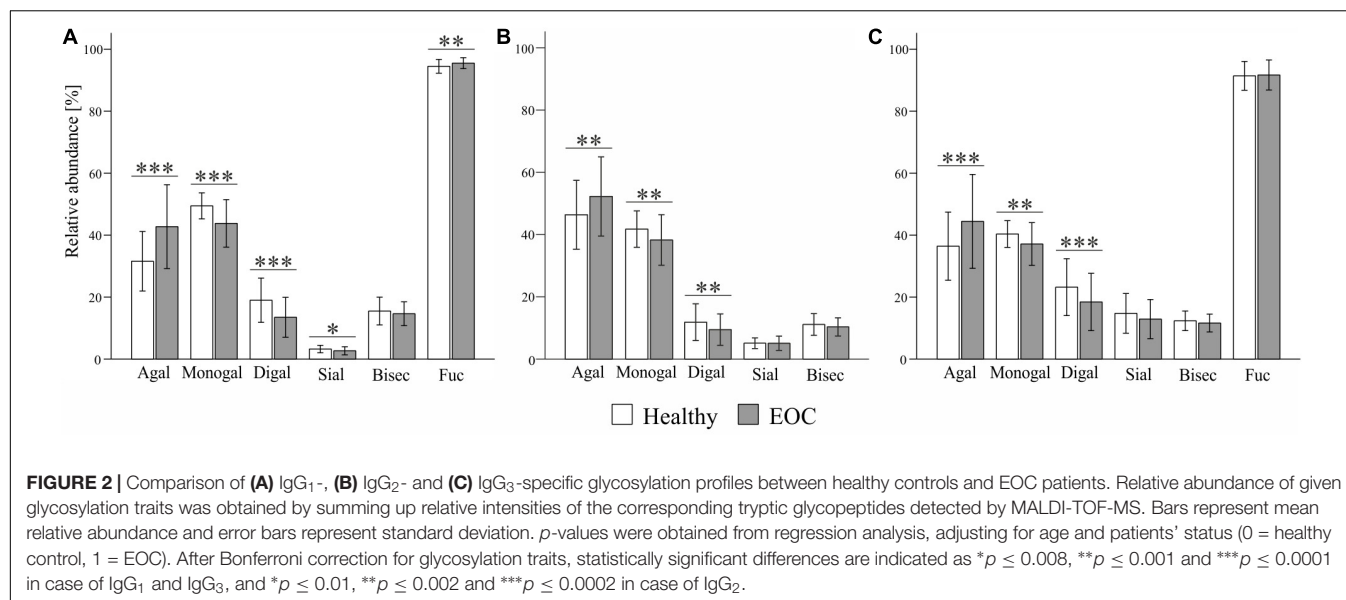 A
B
C
** 
100
80
60
40
20
0
Relative abundance [%]
*** *** *** * **
Agal Monogal Digal Sial Bisec Fuc
100
80
60
40
20
0
** ** **
Agal Monogal Digal Sial Bisec
100
80
60
40
20
0
*** ** ***
Agal Monogal Digal Sial Bisec Fuc
Healthy EOC
FIGURE 2 | Comparison of (A) IgG1-, (B) IgG2- and (C) IgG3-specific glycosylation profiles between healthy controls and EOC patients. Relative abundance of given
glycosylation traits was obtained by summing up relative intensities of the corresponding tryptic glycopeptides detected by MALDI-TOF-MS. Bars represent mean
relative abundance and error bars represent standard deviation. p-values were obtained from regression analysis, adjusting for age and patients' status (0 = healthy
control, 1 = EOC). After Bonferroni correction for glycosylation traits, statistically significant differences are indicated as *p ≤ 0.008, **p ≤ 0.001 and ***p ≤ 0.0001
in case of IgG1 and IgG3, and *p ≤ 0.01, **p ≤ 0.002 and ***p ≤ 0.0002 in case of IgG2.